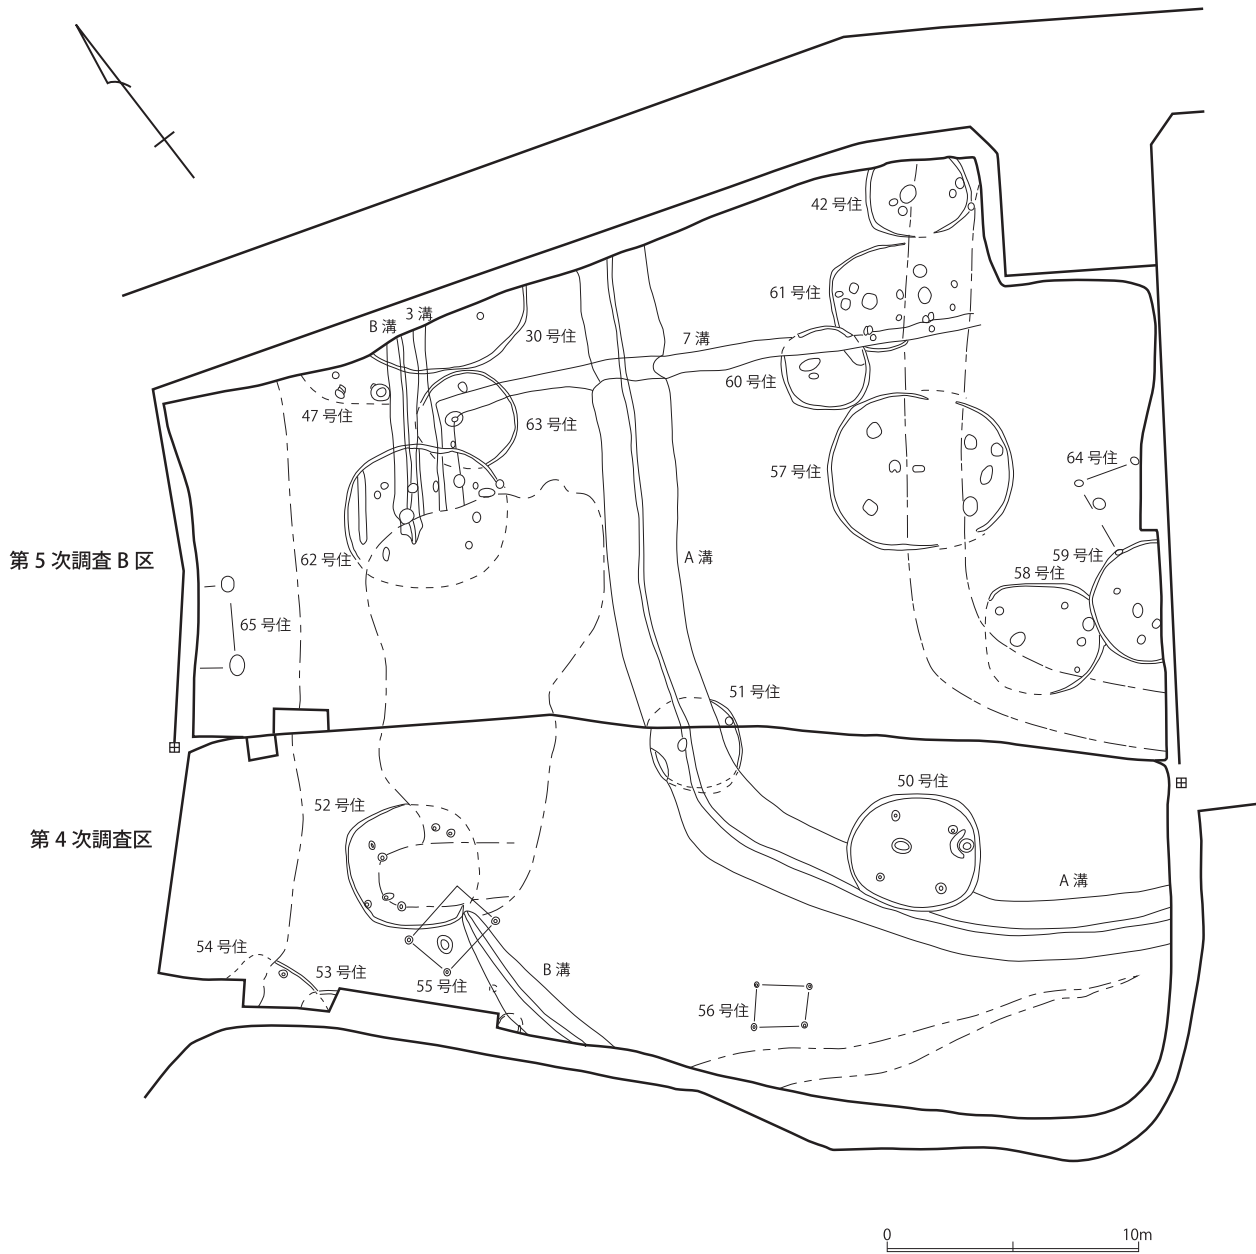 42 号住
61 号住
3 溝
B 溝
30 号住
7 溝
60 号住
47 号住
63 号住
64 号住
57 号住
第 5 次調査 B 区
62 号住
A 溝
59 号住
58 号住
65 号住
51 号住
50 号住
52 号住
第 4 次調査区
A 溝
54 号住
53 号住
B 溝
55 号住
56 号住
0 10m